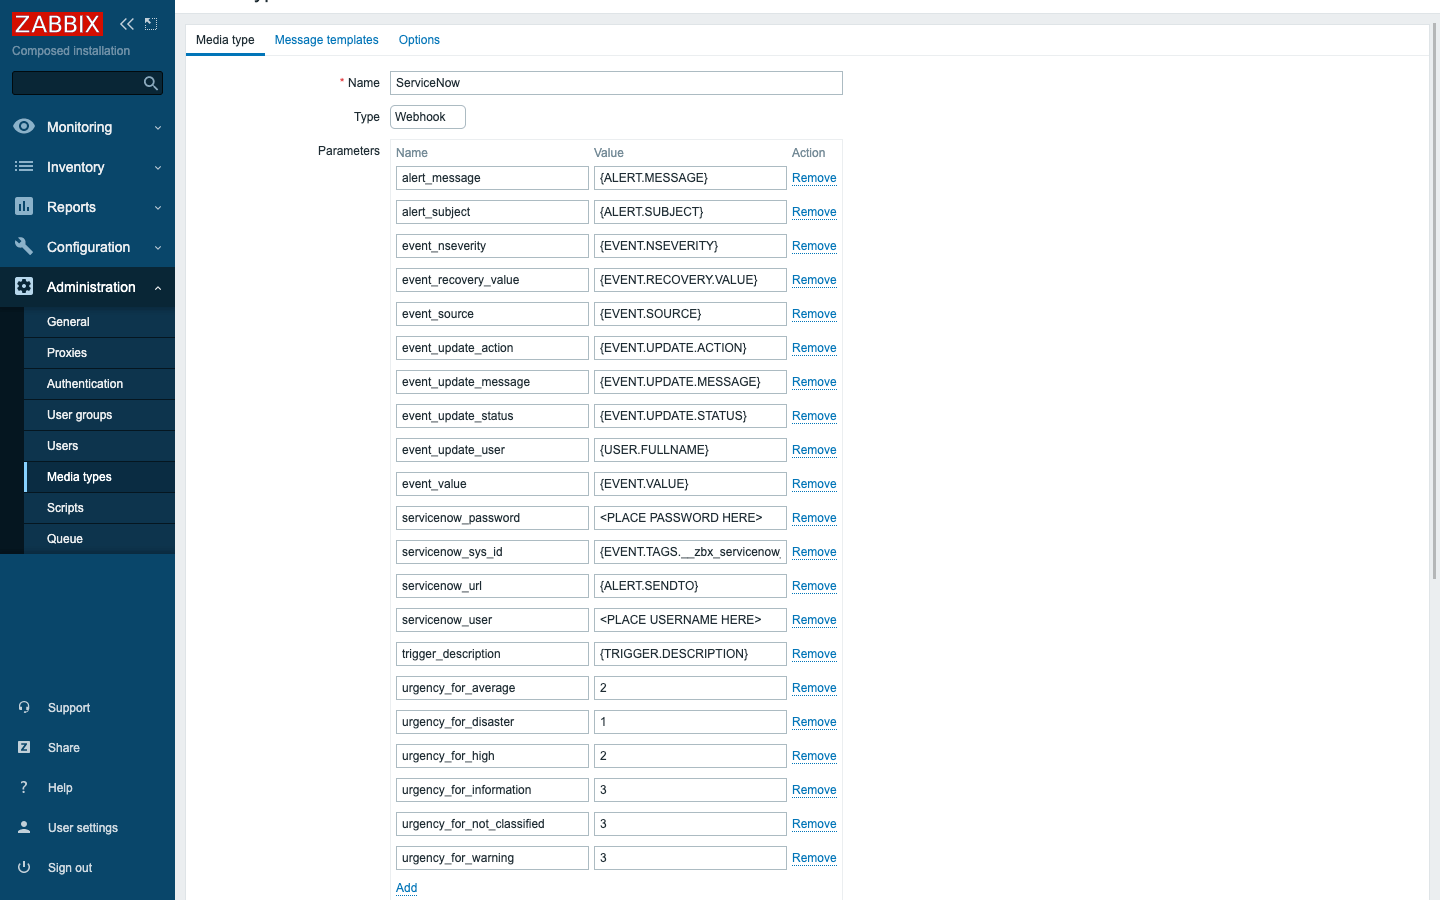 ZABBIX
Composed installation
Monitoring
Inventory
Reports
Configuration
Administration
General
Proxies
Authentication
User groups
Users
Media types
Scripts
Queue
Support
Share
Help
User settings
Sign out
Media type Message templates Options
* Name ServiceNow
Type Webhook
Parameters Name Value Action
alert_message {ALERT.MESSAGE} Remove
alert_subject {ALERT.SUBJECT} Remove
event_nseverity {EVENT.NSEVERITY} Remove
event_recovery_value {EVENT.RECOVERY.VALUE} Remove
event_source {EVENT.SOURCE} Remove
event_update_action {EVENT.UPDATE.ACTION} Remove
event_update_message {EVENT.UPDATE.MESSAGE} Remove
event_update_status {EVENT.UPDATE.STATUS} Remove
event_update_user {USER.FULLNAME} Remove
event_value {EVENT.VALUE} Remove
servicenow_password <PLACE PASSWORD HERE> Remove
servicenow_sys_id {EVENT.TAGS.__zbx_servicenow_ Remove
servicenow_url {ALERT.SENDTO} Remove
servicenow_user <PLACE USERNAME HERE> Remove
trigger_description {TRIGGER.DESCRIPTION} Remove
urgency_for_average 2 Remove
urgency_for_disaster 1 Remove
urgency_for_high 2 Remove
urgency_for_information 3 Remove
urgency_for_not_classified 3 Remove
urgency_for_warning 3 Remove
Add